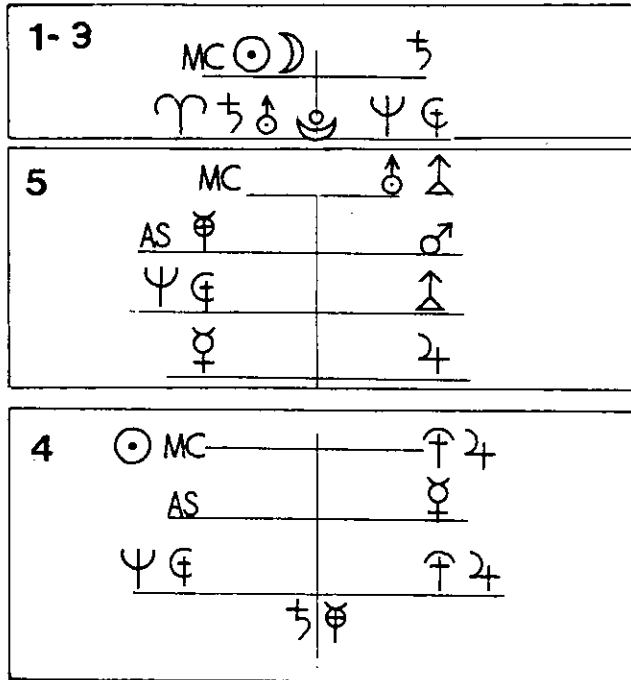 1-3
MC ☉ ☽ ♄
♈ ♄ ⛢ ♆
5
MC ⛢ ⯦
AS ♂
♆ ⯦
☿ ♃
4
☉ MC ♃
AS ☿
♆ ♃
♄